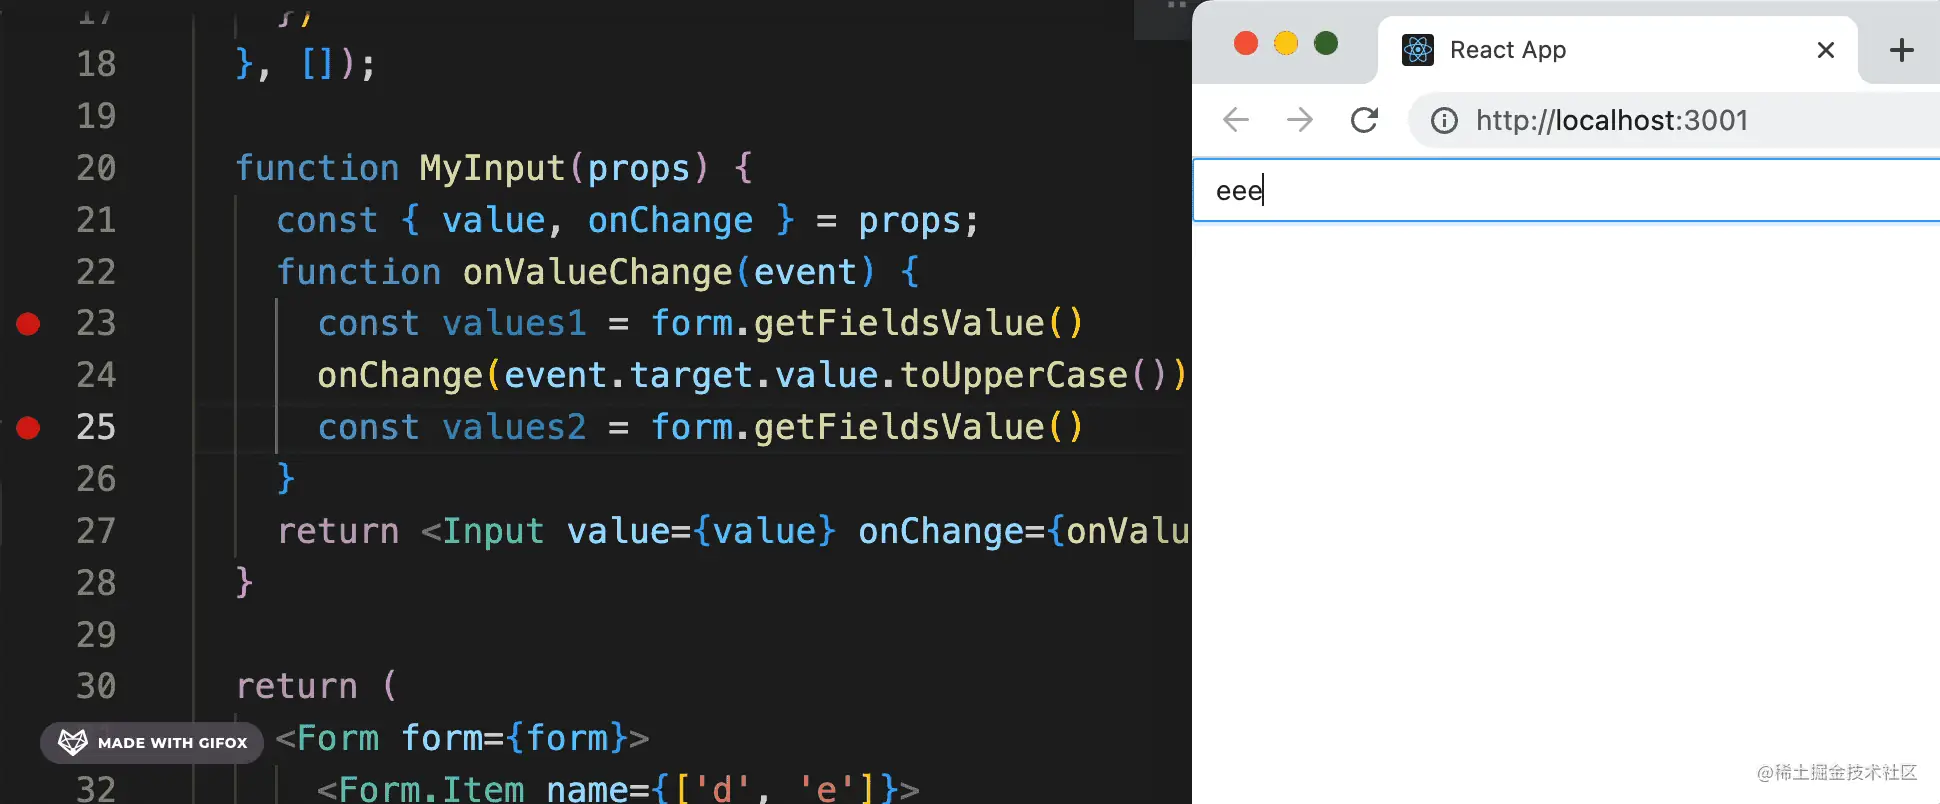 17 })
18 }, []);
19
20 function MyInput(props) {
21 const { value, onChange } = props;
22 function onValueChange(event) {
23 const values1 = form.getFieldsValue()
24 onChange(event.target.value.toUpperCase())
25 const values2 = form.getFieldsValue()
26 }
27 return <Input value={value} onChange={onValu
28 }
29
30 return (
<Form form={form}>
32 <Form.Item name={['d', 'e']}>
MADE WITH GIFOX
React App
http://localhost:3001
eee
@稀土掘金技术社区